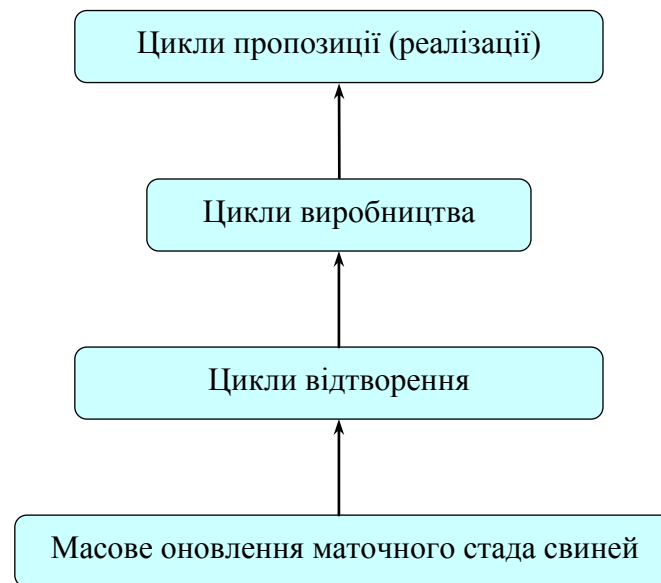 Цикли пропозиції (реалізації)
Цикли виробництва
Цикли відтворення
Масове оновлення маточного стада свиней